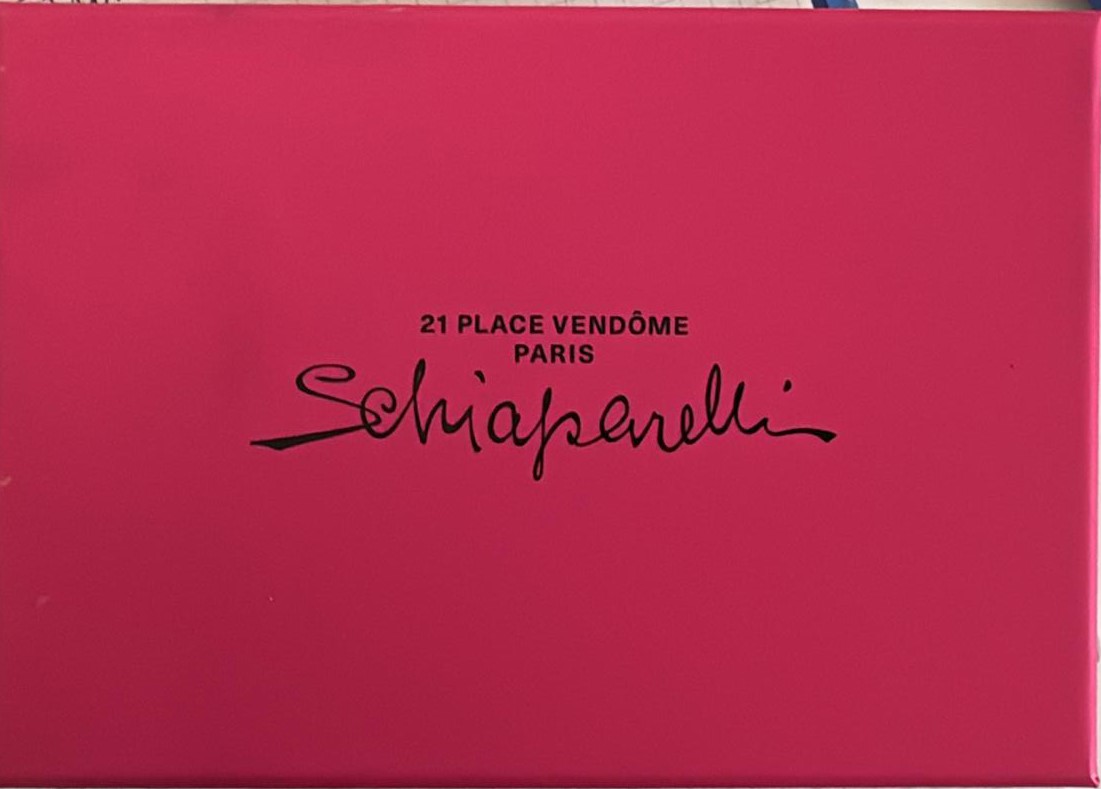 21 PLACE VENDÔME
PARIS
Schiaparelli